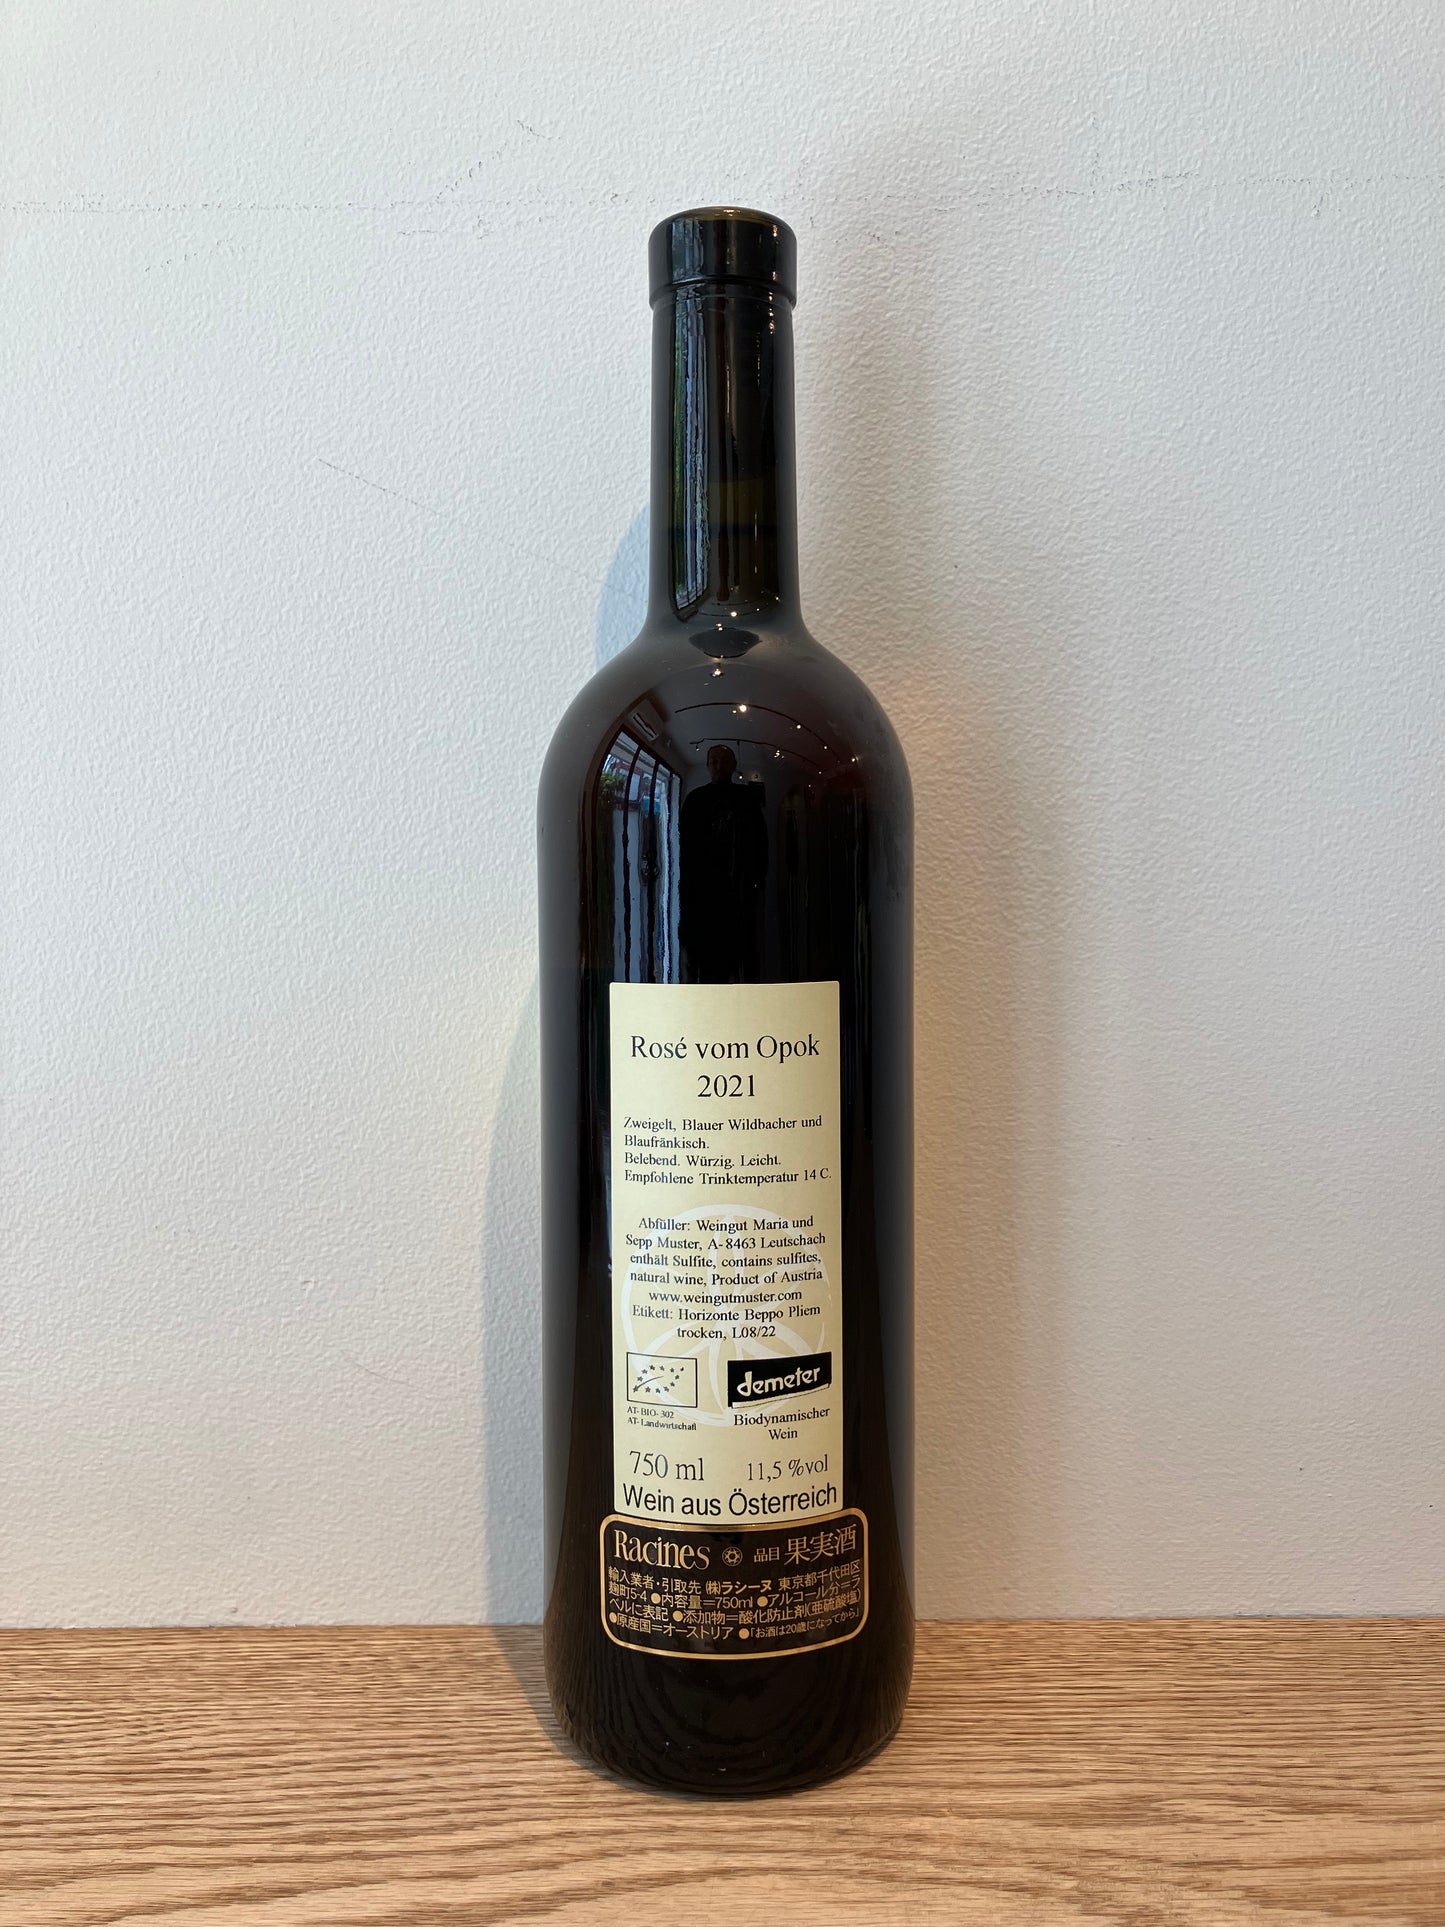 Rosé vom Opok
2021
Zweigelt, Blauer Wildbacher und
Blaufränkisch.
Belebend. Würzig. Leicht.
Empfohlene Trinktemperatur 14 C.
Abfüller: Weingut Maria und
Sepp Muster, A-8463 Leutschach
enthält Sulfite, contains sulfites,
natural wine, Product of Austria
www.weingutmuster.com
Etikett: Horizonte Beppo Pliem
trocken, L08/22
AT-BIO-302
AT-Landwirtschaft
demeter
Biodynamischer
Wein
750 ml 11,5 %vol
Wein aus Österreich
Racines 品目 果実酒
輸入業者・引取先 (株)ラシーヌ 東京都千代田区
麹町5-4 ●内容量=750ml ●アルコール分=ラ
ベルに表記 ●添加物=酸化防止剤(亜硫酸塩)
●原産国=オーストリア ●「お酒は20歳になってから」